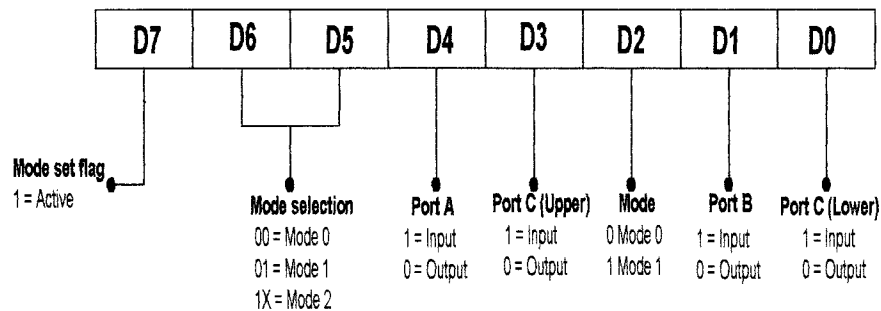 D7 D6 D5 D4 D3 D2 D1 D0
Mode set flag
1 = Active
Mode selection
00 = Mode 0
01 = Mode 1
1X = Mode 2
Port A
1 = Input
0 = Output
Port C (Upper)
1 = Input
0 = Output
Mode
0 Mode 0
1 Mode 1
Port B
1 = Input
0 = Output
Port C (Lower)
1 = Input
0 = Output